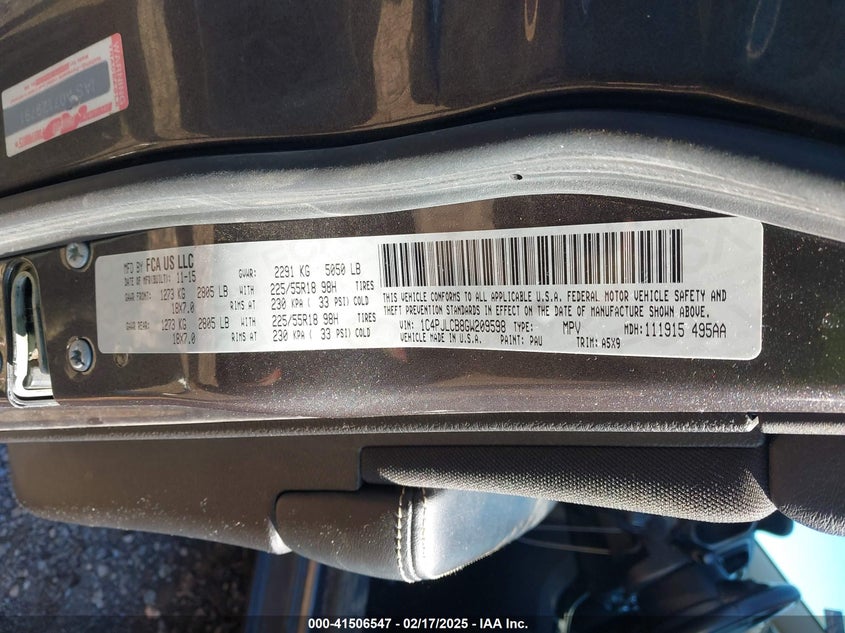 MFD BY FCA US LLC
DATE OF MFR(BUILT): 11-15 GVWR: 2291 KG 5050 LB
GAWR FRONT: 1273 KG 2805 LB WITH 225/55R18 98H TIRES
18X7.0 RIMS AT 230 KPA ( 33 PSI) COLD
GAWR REAR: 1273 KG 2805 LB WITH 225/55R18 98H TIRES
18X7.0 RIMS AT 230 KPA ( 33 PSI) COLD
THIS VEHICLE CONFORMS TO ALL APPLICABLE U.S.A. FEDERAL MOTOR VEHICLE SAFETY AND
THEFT PREVENTION STANDARDS IN EFFECT ON THE DATE OF MANUFACTURE SHOWN ABOVE.
VIN: 1C4PJLCB8GW209598 TYPE: MPV MDH: 111915 495AA
VEHICLE MADE IN U.S.A. PAINT: PAU TRIM: A5X9
000-41506547 / 02/17/2025 / IAA Inc.